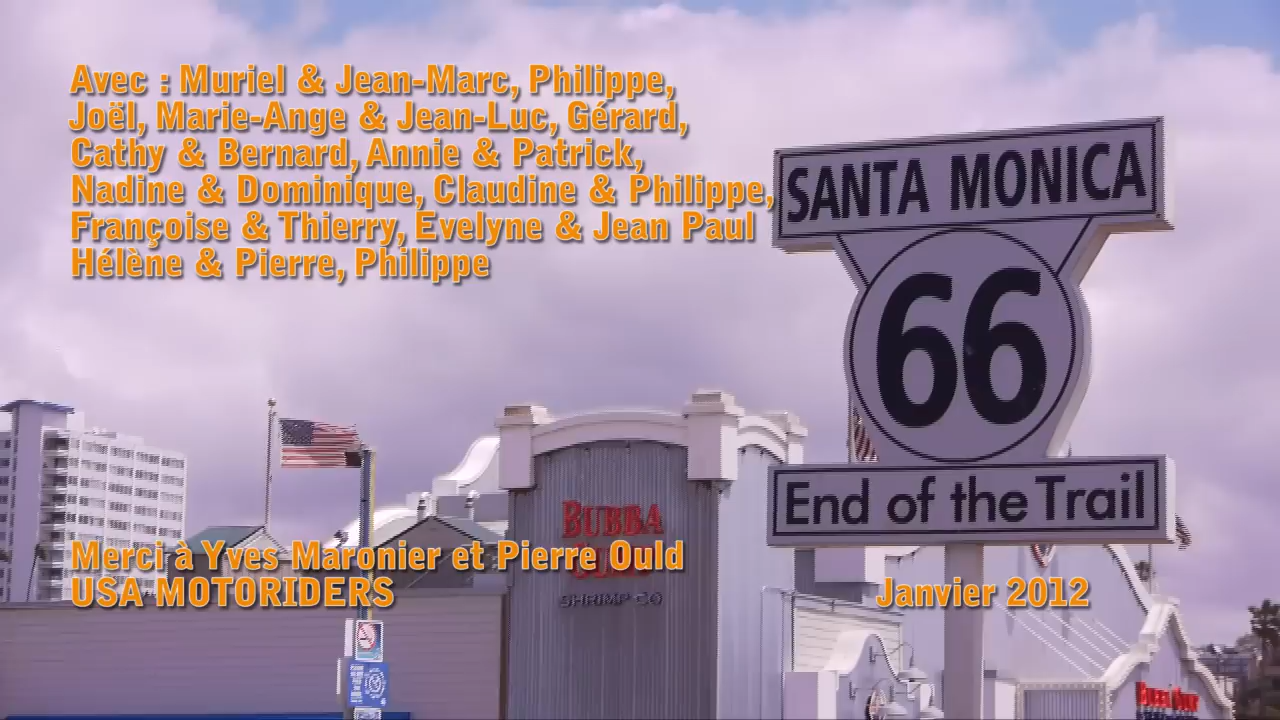 Avec : Muriel & Jean-Marc, Philippe,
Joël, Marie-Ange & Jean-Luc, Gérard,
Cathy & Bernard, Annie & Patrick,
Nadine & Dominique, Claudine & Philippe,
Françoise & Thierry, Evelyne & Jean Paul
Hélène & Pierre, Philippe
SANTA MONICA
66
End of the Trail
BUBBA
SHRIMP CO
Merci à Yves Maronier et Pierre Ould
USA MOTORIDERS
Janvier 2012